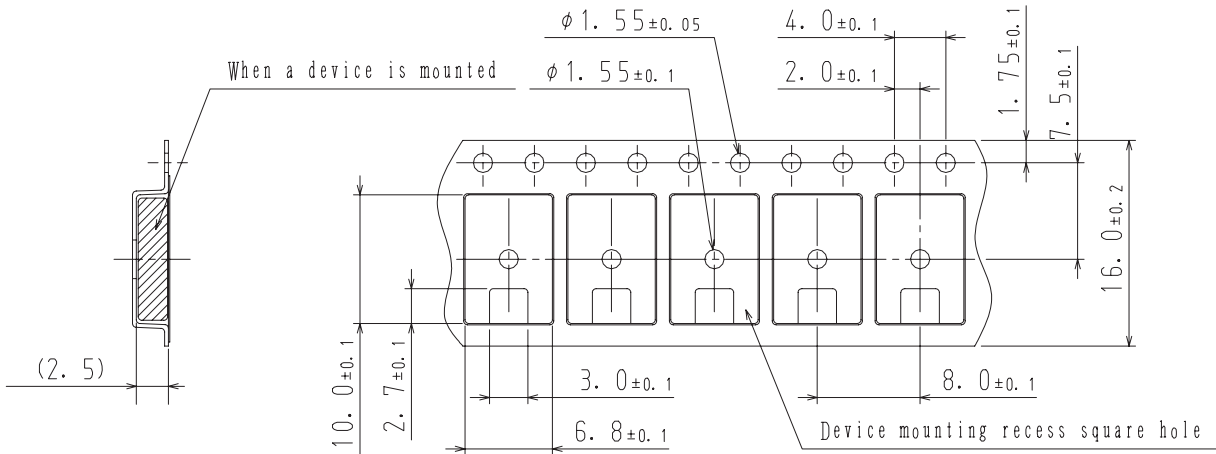 φ1.55±0.05
4.0±0.1
When a device is mounted
φ1.55±0.1
2.0±0.1
1.75±0.1
7.5±0.1
16.0±0.2
(2.5)
10.0±0.1
2.7±0.1
3.0±0.1
8.0±0.1
6.8±0.1
Device mounting recess square hole